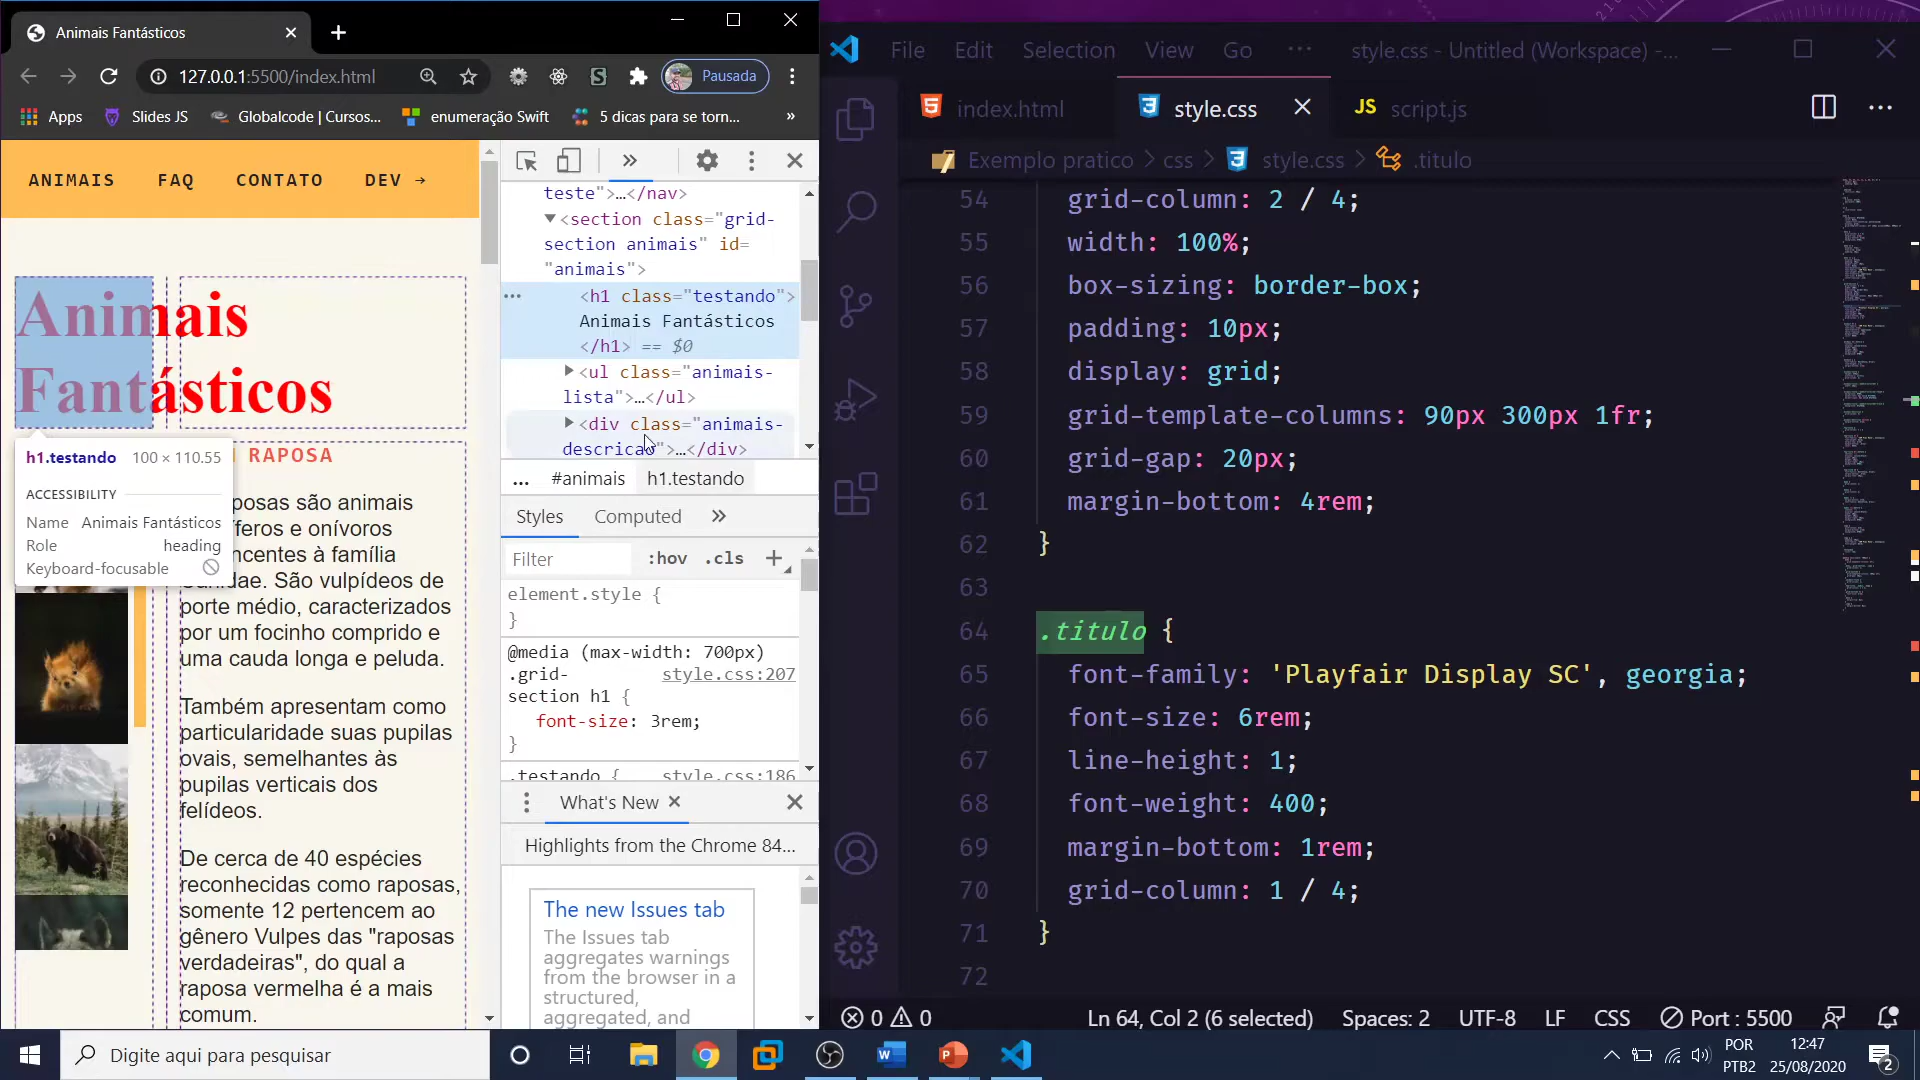 Animais Fantásticos
127.0.0.1:5500/index.html
Pausada
Apps
Slides JS
Globalcode | Cursos...
enumeração Swift
5 dicas para se torn...
»
ANIMAIS
FAQ
CONTATO
DEV →
Animais
Fantásticos
h1.testando 100 × 110.55
ACCESSIBILITY
Name Animais Fantásticos
Role heading
Keyboard-focusable
RAPOSA
posas são animais
feros e onívoros
ncentes à família
dae. São vulpídeos de
porte médio, caracterizados
por um focinho comprido e
uma cauda longa e peluda.
Também apresentam como
particularidade suas pupilas
ovais, semelhantes às
pupilas verticais dos
felídeos.
De cerca de 40 espécies
reconhecidas como raposas,
somente 12 pertencem ao
gênero Vulpes das "raposas
verdadeiras", do qual a
raposa vermelha é a mais
comum.
»
teste">…</nav>
<section class="grid-
section animais" id=
"animais">
<h1 class="testando">
Animais Fantásticos
</h1> == $0
<ul class="animais-
lista">…</ul>
<div class="animais-
descricao">…</div>
... #animais h1.testando
Styles Computed »
Filter :hov .cls +
element.style {
}
@media (max-width: 700px)
.grid- style.css:207
section h1 {
font-size: 3rem;
}
.testando { style.css:186
What's New
Highlights from the Chrome 84...
The new Issues tab
The Issues tab
aggregates warnings
from the browser in a
structured,
aggregated, and
File Edit Selection View Go ··· style.css - Untitled (Workspace) -...
index.html
style.css
JS script.js
Exemplo pratico > css > style.css > .titulo
54 grid-column: 2 / 4;
55 width: 100%;
56 box-sizing: border-box;
57 padding: 10px;
58 display: grid;
59 grid-template-columns: 90px 300px 1fr;
60 grid-gap: 20px;
61 margin-bottom: 4rem;
62 }
63
64 .titulo {
65 font-family: 'Playfair Display SC', georgia;
66 font-size: 6rem;
67 line-height: 1;
68 font-weight: 400;
69 margin-bottom: 1rem;
70 grid-column: 1 / 4;
71 }
72
0 0 Ln 64, Col 2 (6 selected) Spaces: 2 UTF-8 LF CSS Port : 5500
Digite aqui para pesquisar
POR
PTB2
12:47
25/08/2020
2